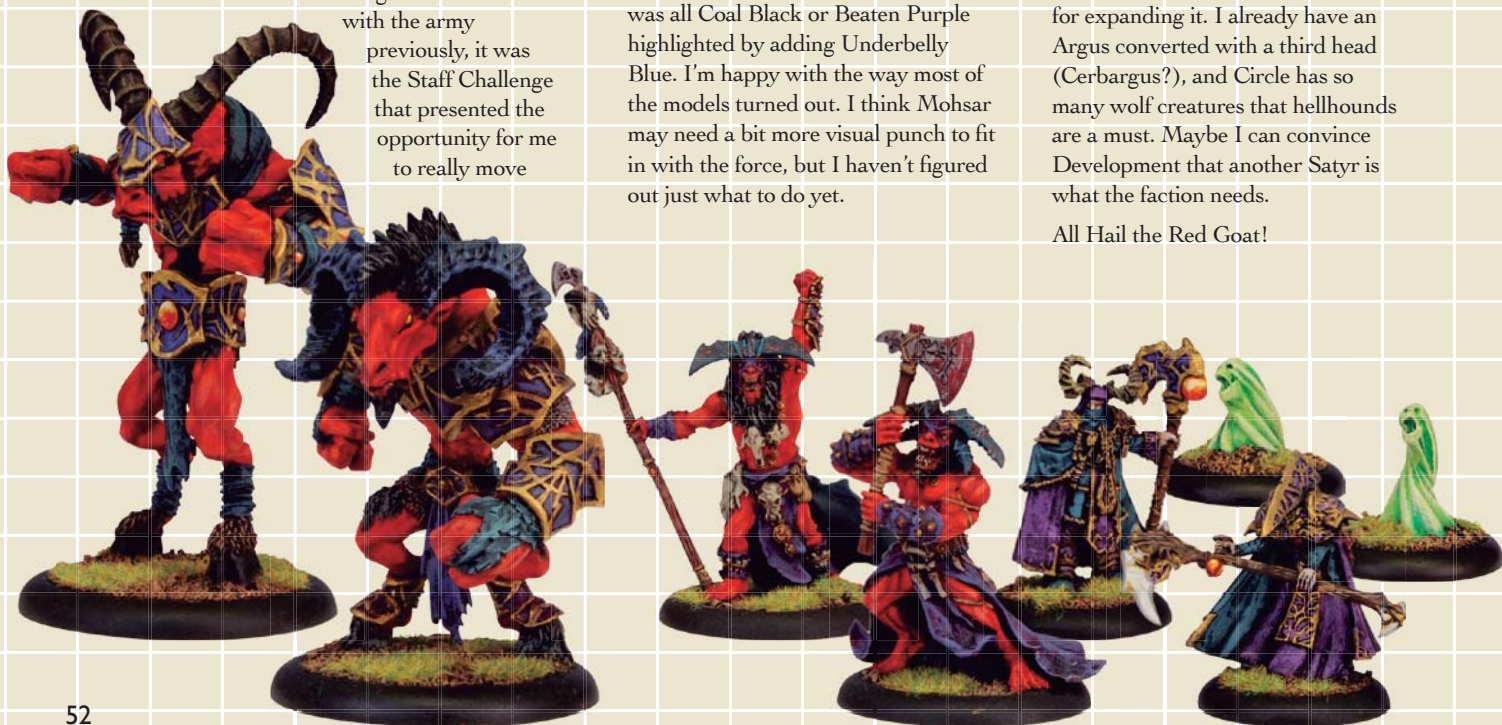 with the army
previously, it was
the Staff Challenge
that presented the
opportunity for me
to really move
was all Coal Black or Beaten Purple
highlighted by adding Underbelly
Blue. I'm happy with the way most of
the models turned out. I think Mohsar
may need a bit more visual punch to fit
in with the force, but I haven't figured
out just what to do yet.
for expanding it. I already have an
Argus converted with a third head
(Cerbargus?), and Circle has so
many wolf creatures that hellhounds
are a must. Maybe I can convince
Development that another Satyr is
what the faction needs.
All Hail the Red Goat!
52